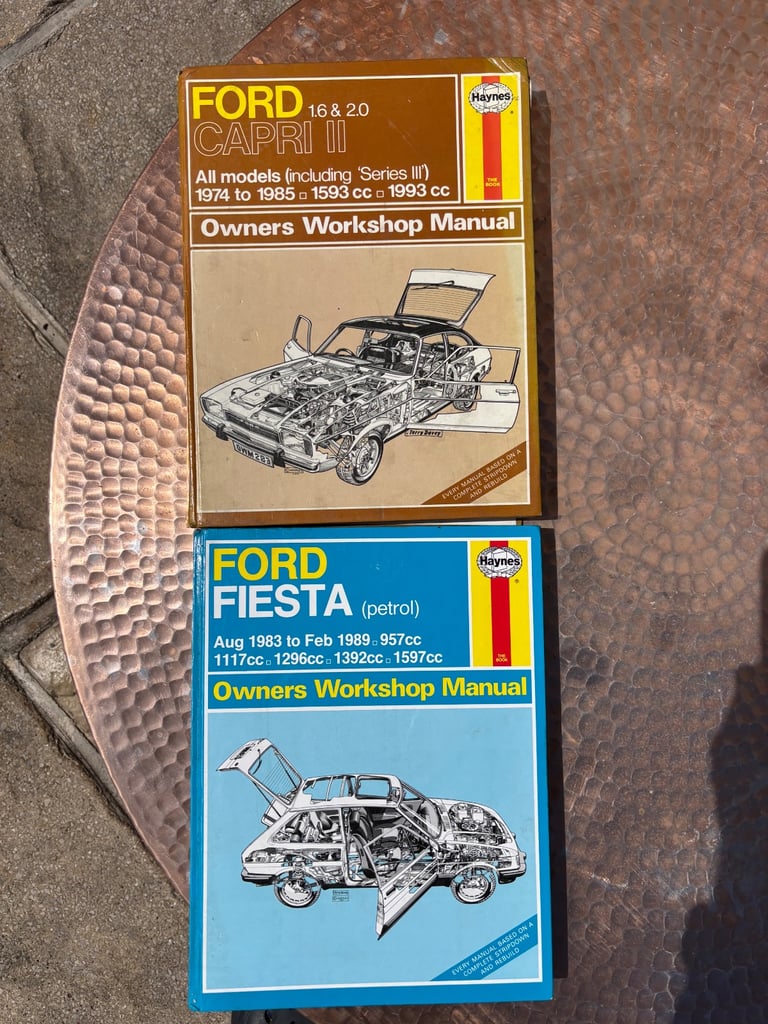 FORD 1.6 & 2.0
CAPRI II
All models (including 'Series III')
1974 to 1985 □ 1593 cc □ 1993 cc
Haynes
®
THE
BOOK
Owners Workshop Manual
Terry Davey
EVERY MANUAL BASED ON A
COMPLETE STRIPDOWN
AND REBUILD
FORD
FIESTA (petrol)
Aug 1983 to Feb 1989 □ 957cc
1117cc □ 1296cc □ 1392cc □ 1597cc
Haynes
®
THE
BOOK
Owners Workshop Manual
EVERY MANUAL BASED ON A
COMPLETE STRIPDOWN
AND REBUILD